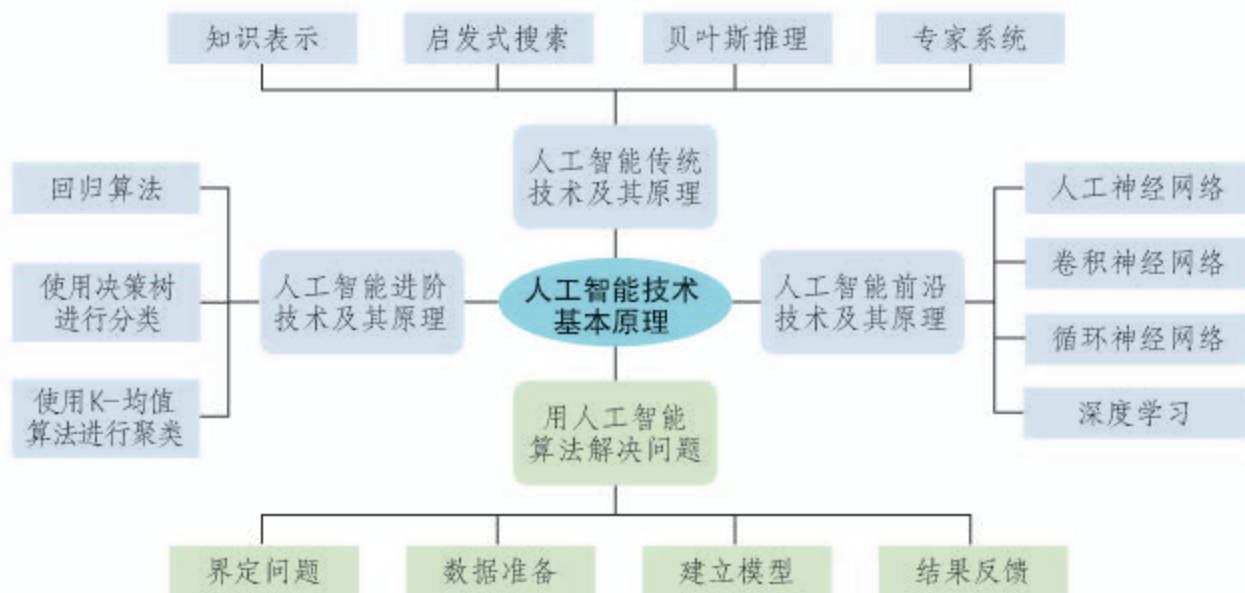 知识表示
启发式搜索
贝叶斯推理
专家系统
人工智能传统
技术及其原理
回归算法
使用决策树
进行分类
使用K-均值
算法进行聚类
人工智能进阶
技术及其原理
人工智能技术
基本原理
人工智能前沿
技术及其原理
人工神经网络
卷积神经网络
循环神经网络
深度学习
用人工智能
算法解决问题
界定问题
数据准备
建立模型
结果反馈